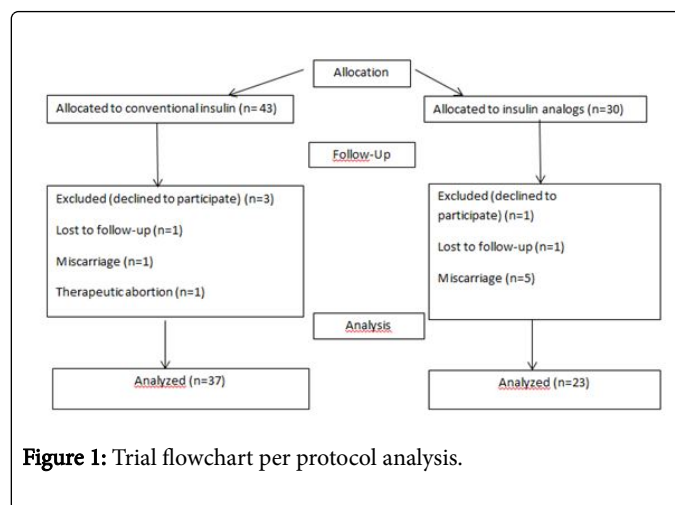 Allocation
Allocated to conventional insulin (n= 43)
Allocated to insulin analogs (n=30)
Follow-Up
Excluded (declined to participate) (n=3)
Lost to follow-up (n=1)
Miscarriage (n=1)
Therapeutic abortion (n=1)
Excluded (declined to
participate) (n=1)
Lost to follow-up (n=1)
Miscarriage (n=5)
Analysis
Analyzed (n=37)
Analyzed (n=23)
Figure 1: Trial flowchart per protocol analysis.